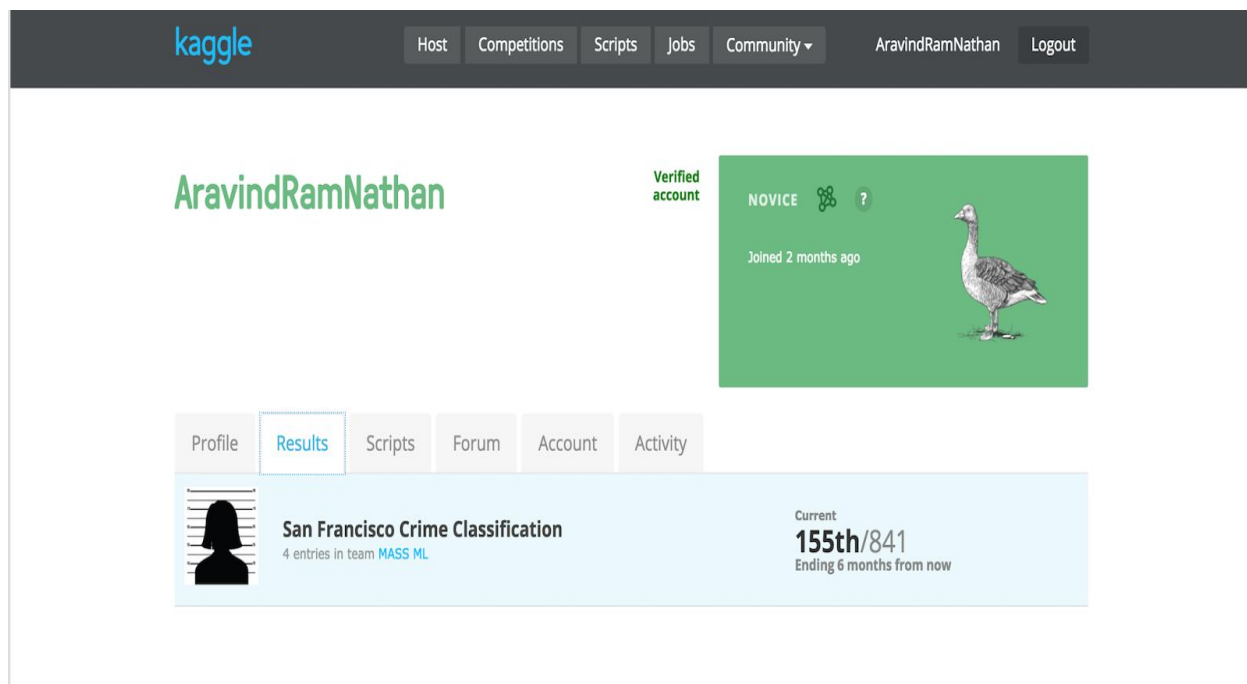 kaggle
Host Competitions Scripts Jobs Community AravindRamNathan Logout
AravindRamNathan
Verified
account
NOVICE ?
Joined 2 months ago
Profile Results Scripts Forum Account Activity
San Francisco Crime Classification
4 entries in team MASS ML
Current
155th/841
Ending 6 months from now